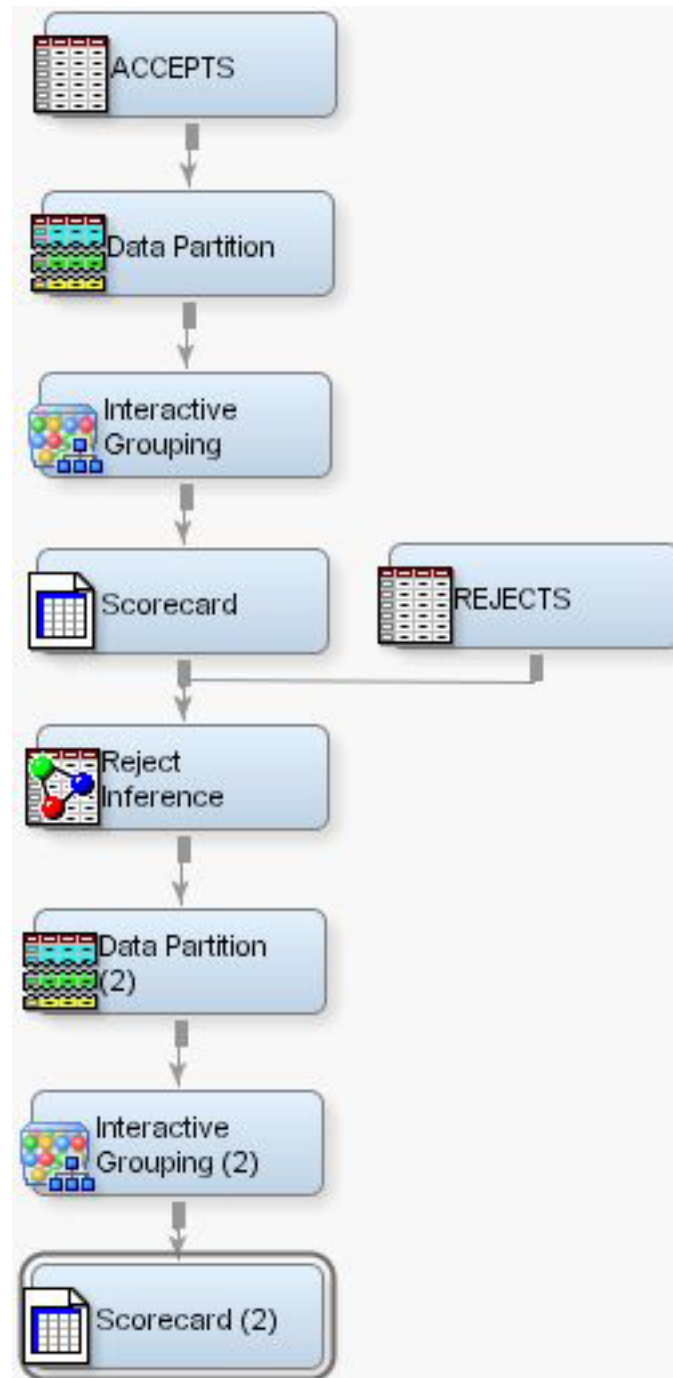 ACCEPTS
Data Partition
Interactive
Grouping
Scorecard
REJECTS
Reject
Inference
Data Partition
(2)
Interactive
Grouping (2)
Scorecard (2)